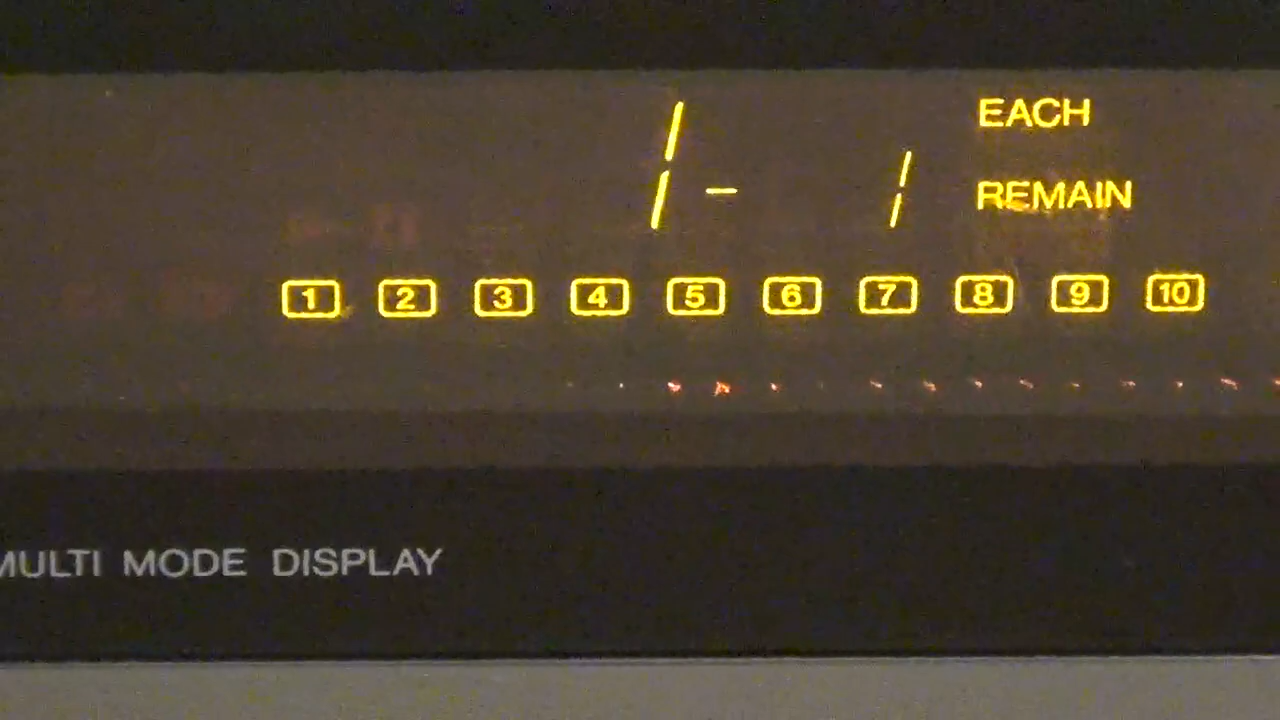 EACH
1 - 1
REMAIN
1 2 3 4 5 6 7 8 9 10
MULTI MODE DISPLAY